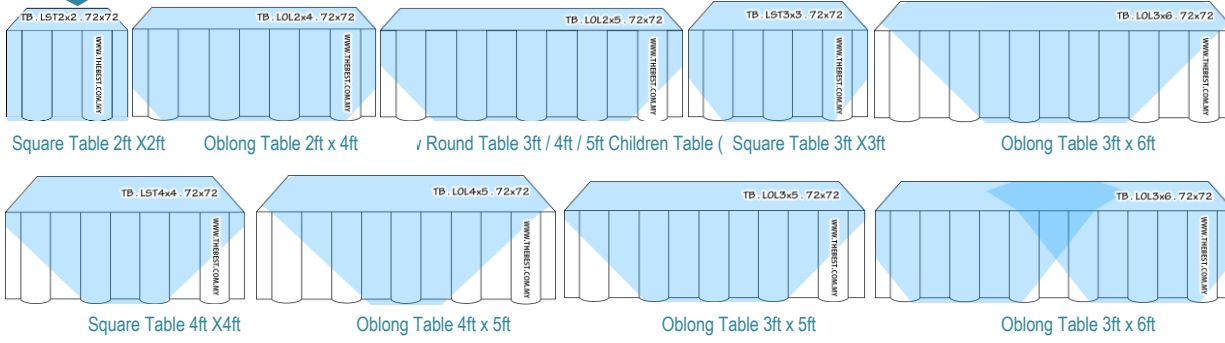 TB . LST2x2 . 72x72
WWW.THEBEST.COM.MY
Square Table 2ft X2ft
TB . LOL2x4 . 72x72
WWW.THEBEST.COM.MY
Oblong Table 2ft x 4ft
TB . LOL2x5 . 72x72
WWW.THEBEST.COM.MY
Round Table 3ft / 4ft / 5ft Children Table (
TB . LST3x3 . 72x72
WWW.THEBEST.COM.MY
Square Table 3ft X3ft
TB . LOL3x6 . 72x72
WWW.THEBEST.COM.MY
Oblong Table 3ft x 6ft
TB . LST4x4 . 72x72
WWW.THEBEST.COM.MY
Square Table 4ft X4ft
TB . LOL4x5 . 72x72
WWW.THEBEST.COM.MY
Oblong Table 4ft x 5ft
TB . LOL3x5 . 72x72
WWW.THEBEST.COM.MY
Oblong Table 3ft x 5ft
TB . LOL3x6 . 72x72
WWW.THEBEST.COM.MY
Oblong Table 3ft x 6ft